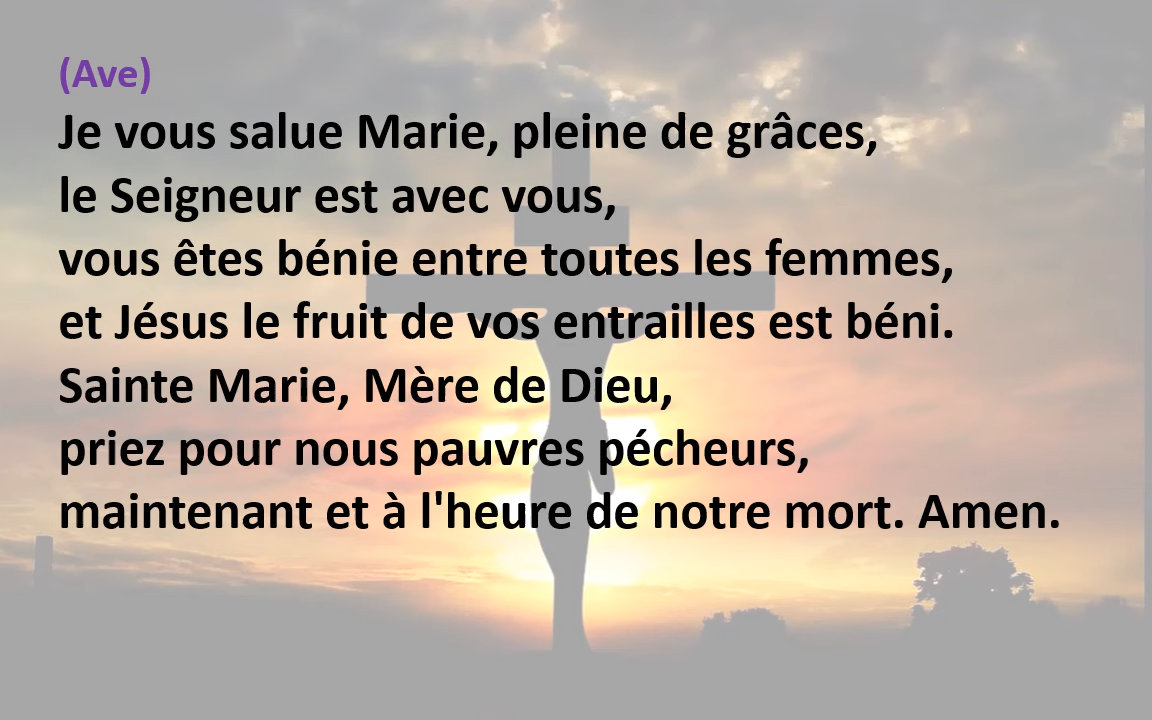 (Ave)
Je vous salue Marie, pleine de grâces,
le Seigneur est avec vous,
vous êtes bénie entre toutes les femmes,
et Jésus le fruit de vos entrailles est béni.
Sainte Marie, Mère de Dieu,
priez pour nous pauvres pécheurs,
maintenant et à l'heure de notre mort. Amen.